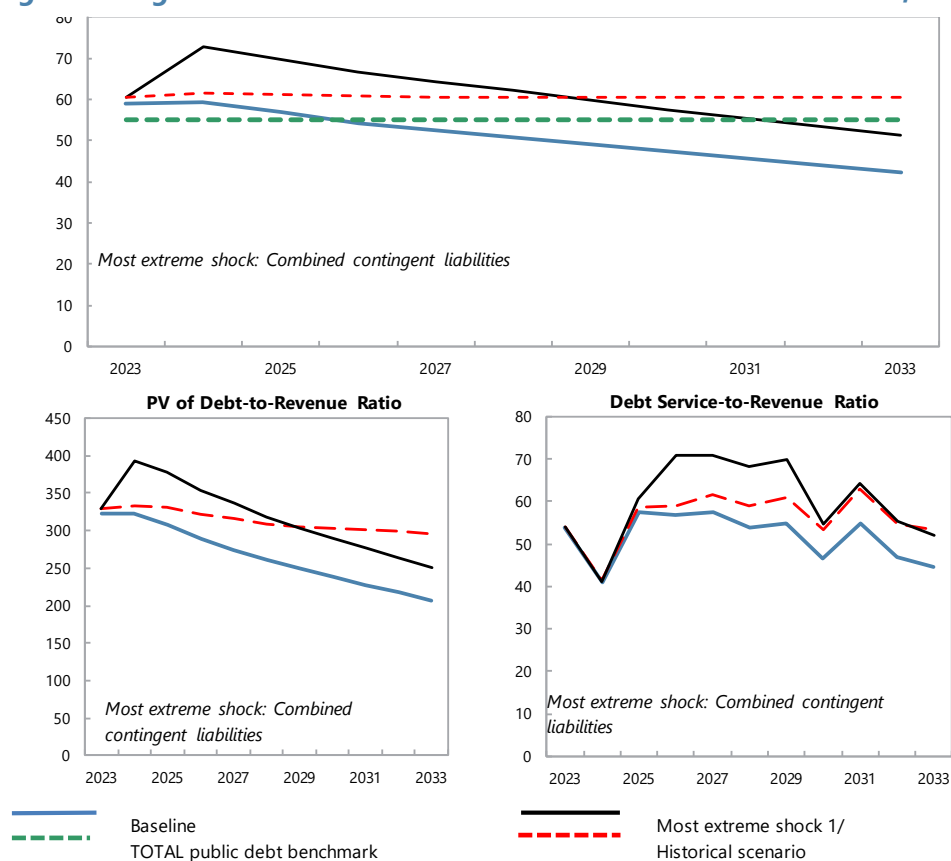 80
70
60
50
40
30
20
10
0
Most extreme shock: Combined contingent liabilities
2023 2025 2027 2029 2031 2033
PV of Debt-to-Revenue Ratio
450
400
350
300
250
200
150
100
50
0
Most extreme shock: Combined
contingent liabilities
2023 2025 2027 2029 2031 2033
Debt Service-to-Revenue Ratio
80
70
60
50
40
30
20
10
0
Most extreme shock: Combined contingent
liabilities
2023 2025 2027 2029 2031 2033
Baseline
TOTAL public debt benchmark
Most extreme shock 1/
Historical scenario